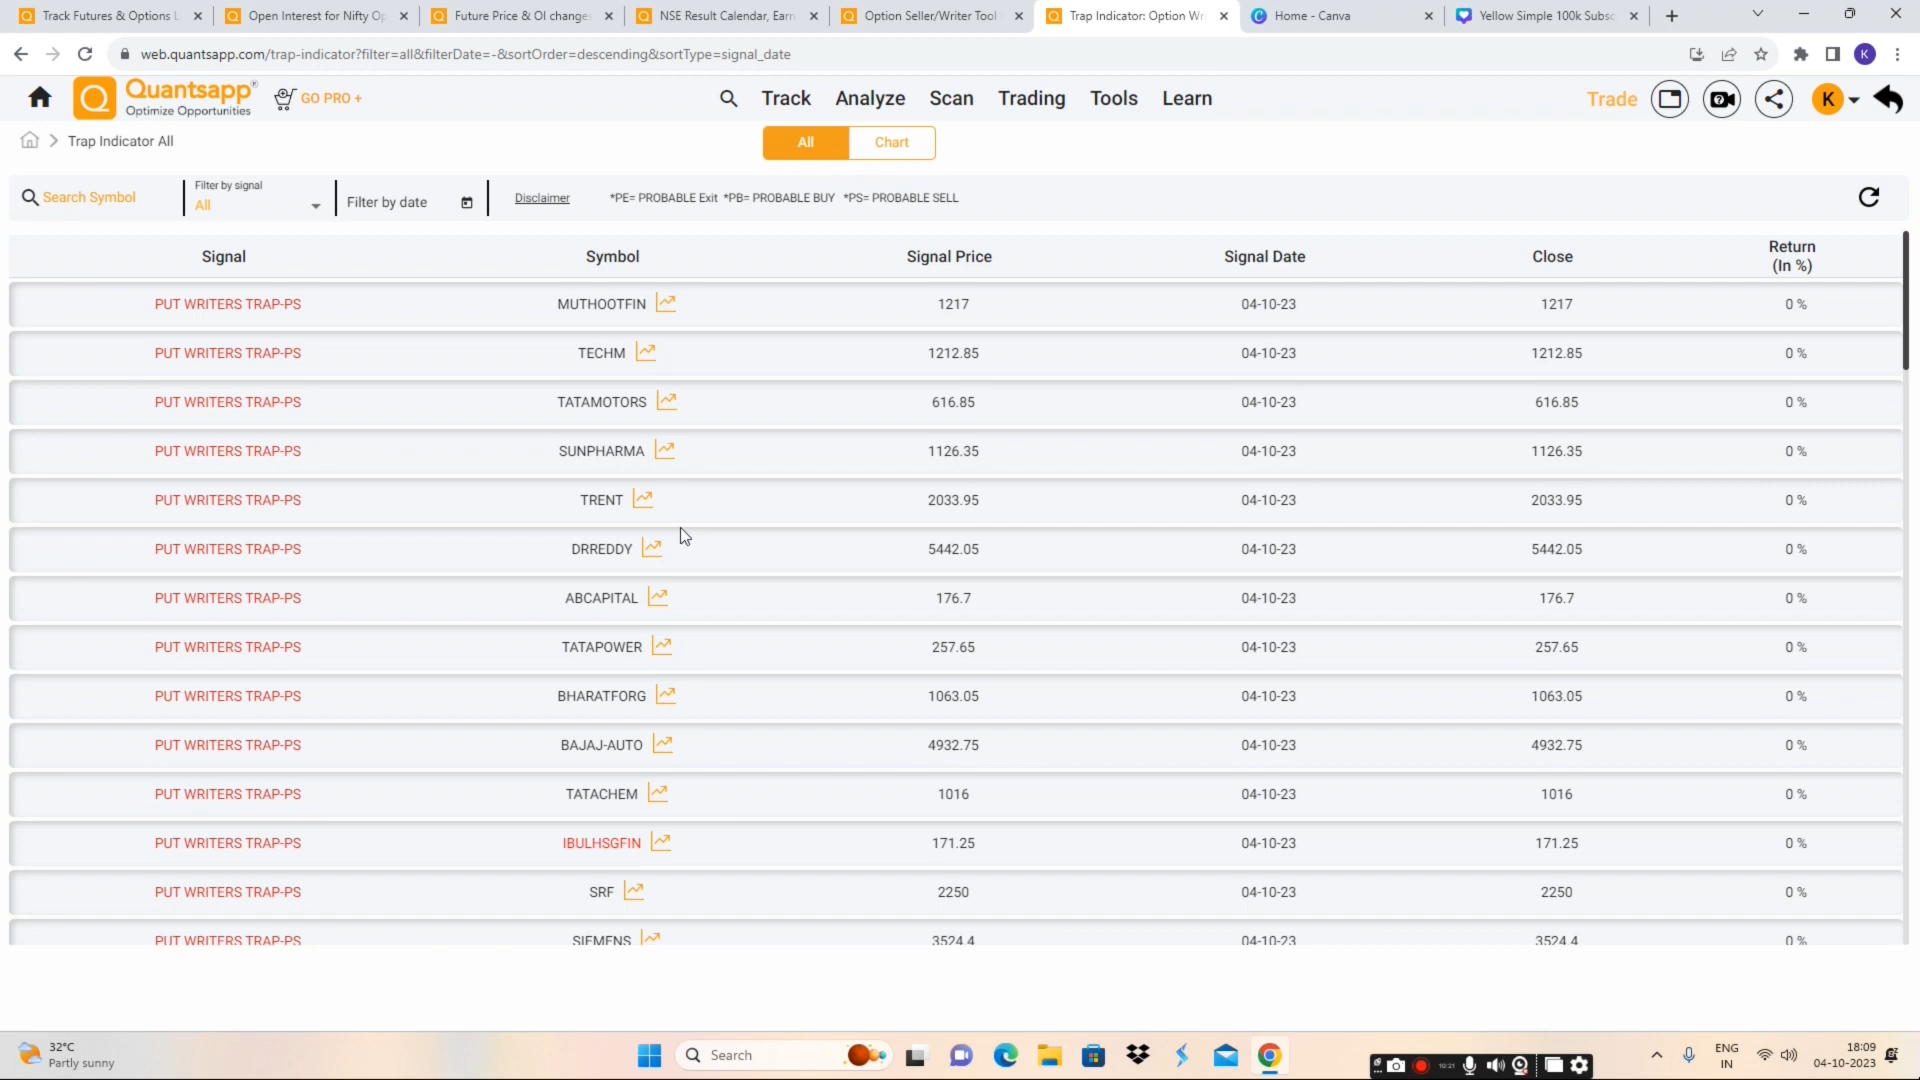 Track Futures & Options L
Open Interest for Nifty Op
Future Price & OI change
NSE Result Calendar, Earn
Option Seller/Writer Tool
Trap Indicator: Option Wr
Home - Canva
Yellow Simple 100k Subsc
web.quantsapp.com/trap-indicator?filter=all&filterDate=-&sortOrder=descending&sortType=signal_date
K
Quantsapp®
Optimize Opportunities
GO PRO +
Track
Analyze
Scan
Trading
Tools
Learn
Trade
K
Trap Indicator All
All
Chart
Search Symbol
Filter by signal
All
Filter by date
Disclaimer
*PE= PROBABLE Exit *PB= PROBABLE BUY *PS= PROBABLE SELL
Signal Symbol Signal Price Signal Date Close Return (In %)
PUT WRITERS TRAP-PS MUTHOOTFIN 1217 04-10-23 1217 0 %
PUT WRITERS TRAP-PS TECHM 1212.85 04-10-23 1212.85 0 %
PUT WRITERS TRAP-PS TATAMOTORS 616.85 04-10-23 616.85 0 %
PUT WRITERS TRAP-PS SUNPHARMA 1126.35 04-10-23 1126.35 0 %
PUT WRITERS TRAP-PS TRENT 2033.95 04-10-23 2033.95 0 %
PUT WRITERS TRAP-PS DRREDDY 5442.05 04-10-23 5442.05 0 %
PUT WRITERS TRAP-PS ABCAPITAL 176.7 04-10-23 176.7 0 %
PUT WRITERS TRAP-PS TATAPOWER 257.65 04-10-23 257.65 0 %
PUT WRITERS TRAP-PS BHARATFORG 1063.05 04-10-23 1063.05 0 %
PUT WRITERS TRAP-PS BAJAJ-AUTO 4932.75 04-10-23 4932.75 0 %
PUT WRITERS TRAP-PS TATACHEM 1016 04-10-23 1016 0 %
PUT WRITERS TRAP-PS IBULHSGFIN 171.25 04-10-23 171.25 0 %
PUT WRITERS TRAP-PS SRF 2250 04-10-23 2250 0 %
PUT WRITERS TRAP-PS SIEMENS 3524.4 04-10-23 3524.4 0 %
32°C
Partly sunny
Search
10:21
ENG
IN
18:09
04-10-2023